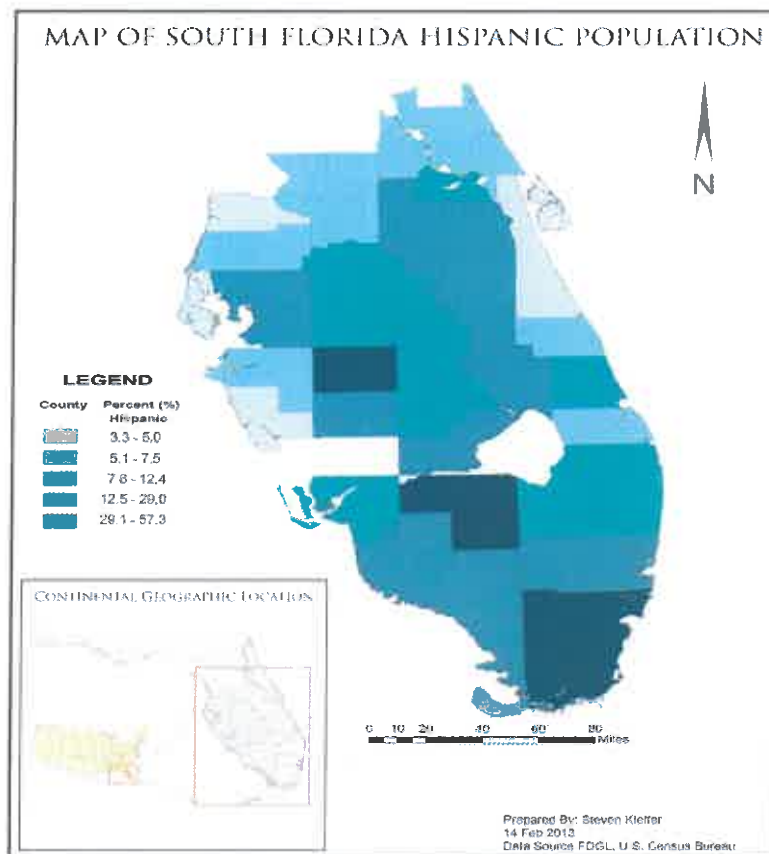 MAP OF SOUTH FLORIDA HISPANIC POPULATION
N
LEGEND
County Percent (%)
Hispanic
3.3 - 5.0
5.1 - 7.5
7.6 - 12.4
12.5 - 29.0
29.1 - 57.3
CONTINENTAL GEOGRAPHIC LOCATION
0 10 20 40 60 80
Miles
Prepared By: Steven Kieffer
14 Feb 2013
Data Source FDGL, U.S. Census Bureau